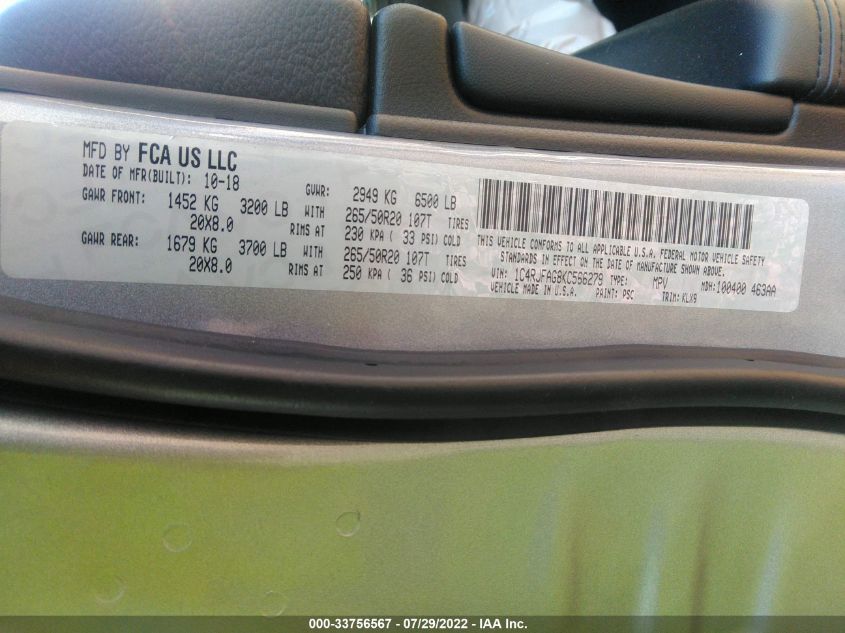 MFD BY FCA US LLC
DATE OF MFR(BUILT): 10-18 GVWR: 2949 KG 6500 LB
GAWR FRONT: 1452 KG 3200 LB WITH 265/50R20 107T TIRES
20X8.0 RIMS AT 230 KPA ( 33 PSI) COLD
GAWR REAR: 1679 KG 3700 LB WITH 265/50R20 107T TIRES
20X8.0 RIMS AT 250 KPA ( 36 PSI) COLD
THIS VEHICLE CONFORMS TO ALL APPLICABLE U.S.A. FEDERAL MOTOR VEHICLE SAFETY
STANDARDS IN EFFECT ON THE DATE OF MANUFACTURE SHOWN ABOVE.
VIN: 1C4RJFAG8KC596279 TYPE: MPV MDH:100400 463AA
VEHICLE MADE IN U.S.A. PAINT: PSC TRIM: KLX9
000-33756567 - 07/29/2022 - IAA Inc.